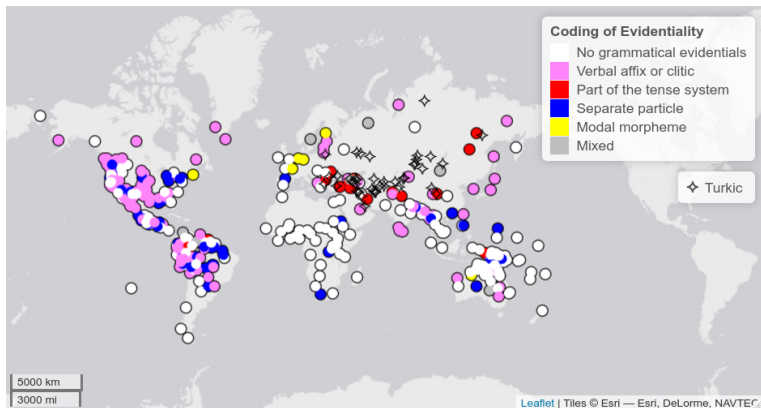 Coding of Evidentiality
No grammatical evidentials
Verbal affix or clitic
Part of the tense system
Separate particle
Modal morpheme
Mixed
Turkic
5000 km
3000 mi
Leaflet | Tiles © Esri — Esri, DeLorme, NAVTEC